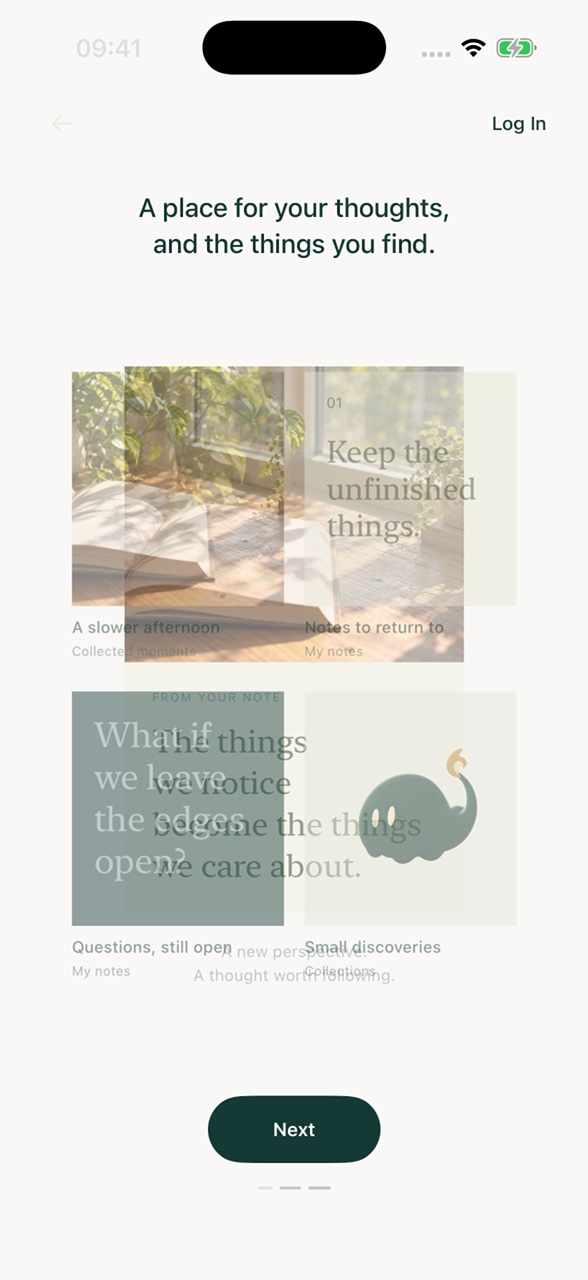 09:41
Log In
A place for your thoughts,
and the things you find.
01
Keep the
unfinished
things.
A slower afternoon
Collected moments
Notes to return to
My notes
FROM YOUR NOTE
The things
we notice
become the things
we care about.
What if
we leave
the edges
open?
Questions, still open
My notes
Small discoveries
Collections
A new perspective.
A thought worth following.
Next